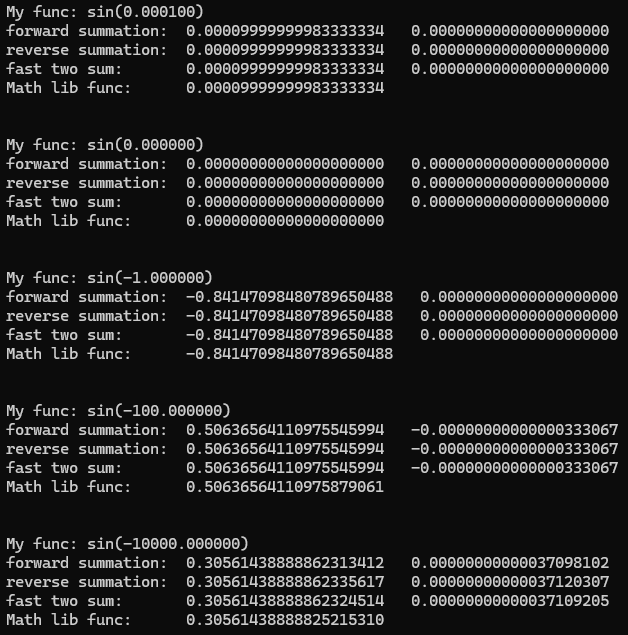 My func: sin(0.000100)
forward summation:  0.00009999999983333334   0.00000000000000000000
reverse summation:  0.00009999999983333334   0.00000000000000000000
fast two sum:       0.00009999999983333334   0.00000000000000000000
Math lib func:      0.00009999999983333334
My func: sin(0.000000)
forward summation:  0.00000000000000000000   0.00000000000000000000
reverse summation:  0.00000000000000000000   0.00000000000000000000
fast two sum:       0.00000000000000000000   0.00000000000000000000
Math lib func:      0.00000000000000000000
My func: sin(-1.000000)
forward summation:  -0.84147098480789650488   0.00000000000000000000
reverse summation:  -0.84147098480789650488   0.00000000000000000000
fast two sum:       -0.84147098480789650488   0.00000000000000000000
Math lib func:      -0.84147098480789650488
My func: sin(-100.000000)
forward summation:  0.50636564110975545994   -0.00000000000000333067
reverse summation:  0.50636564110975545994   -0.00000000000000333067
fast two sum:       0.50636564110975545994   -0.00000000000000333067
Math lib func:      0.50636564110975879061
My func: sin(-10000.000000)
forward summation:  0.30561438888862313412   0.00000000000037098102
reverse summation:  0.30561438888862335617   0.00000000000037120307
fast two sum:       0.30561438888862324514   0.00000000000037109205
Math lib func:      0.30561438888825215310